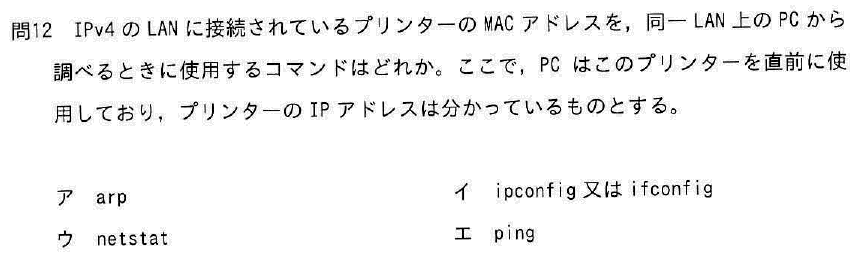 問12 IPv4 の LAN に接続されているプリンターの MAC アドレスを，同一 LAN 上の PC から
調べるときに使用するコマンドはどれか。ここで，PC はこのプリンターを直前に使
用しており，プリンターの IP アドレスは分かっているものとする。
ア arp イ ipconfig 又は ifconfig
ウ netstat エ ping